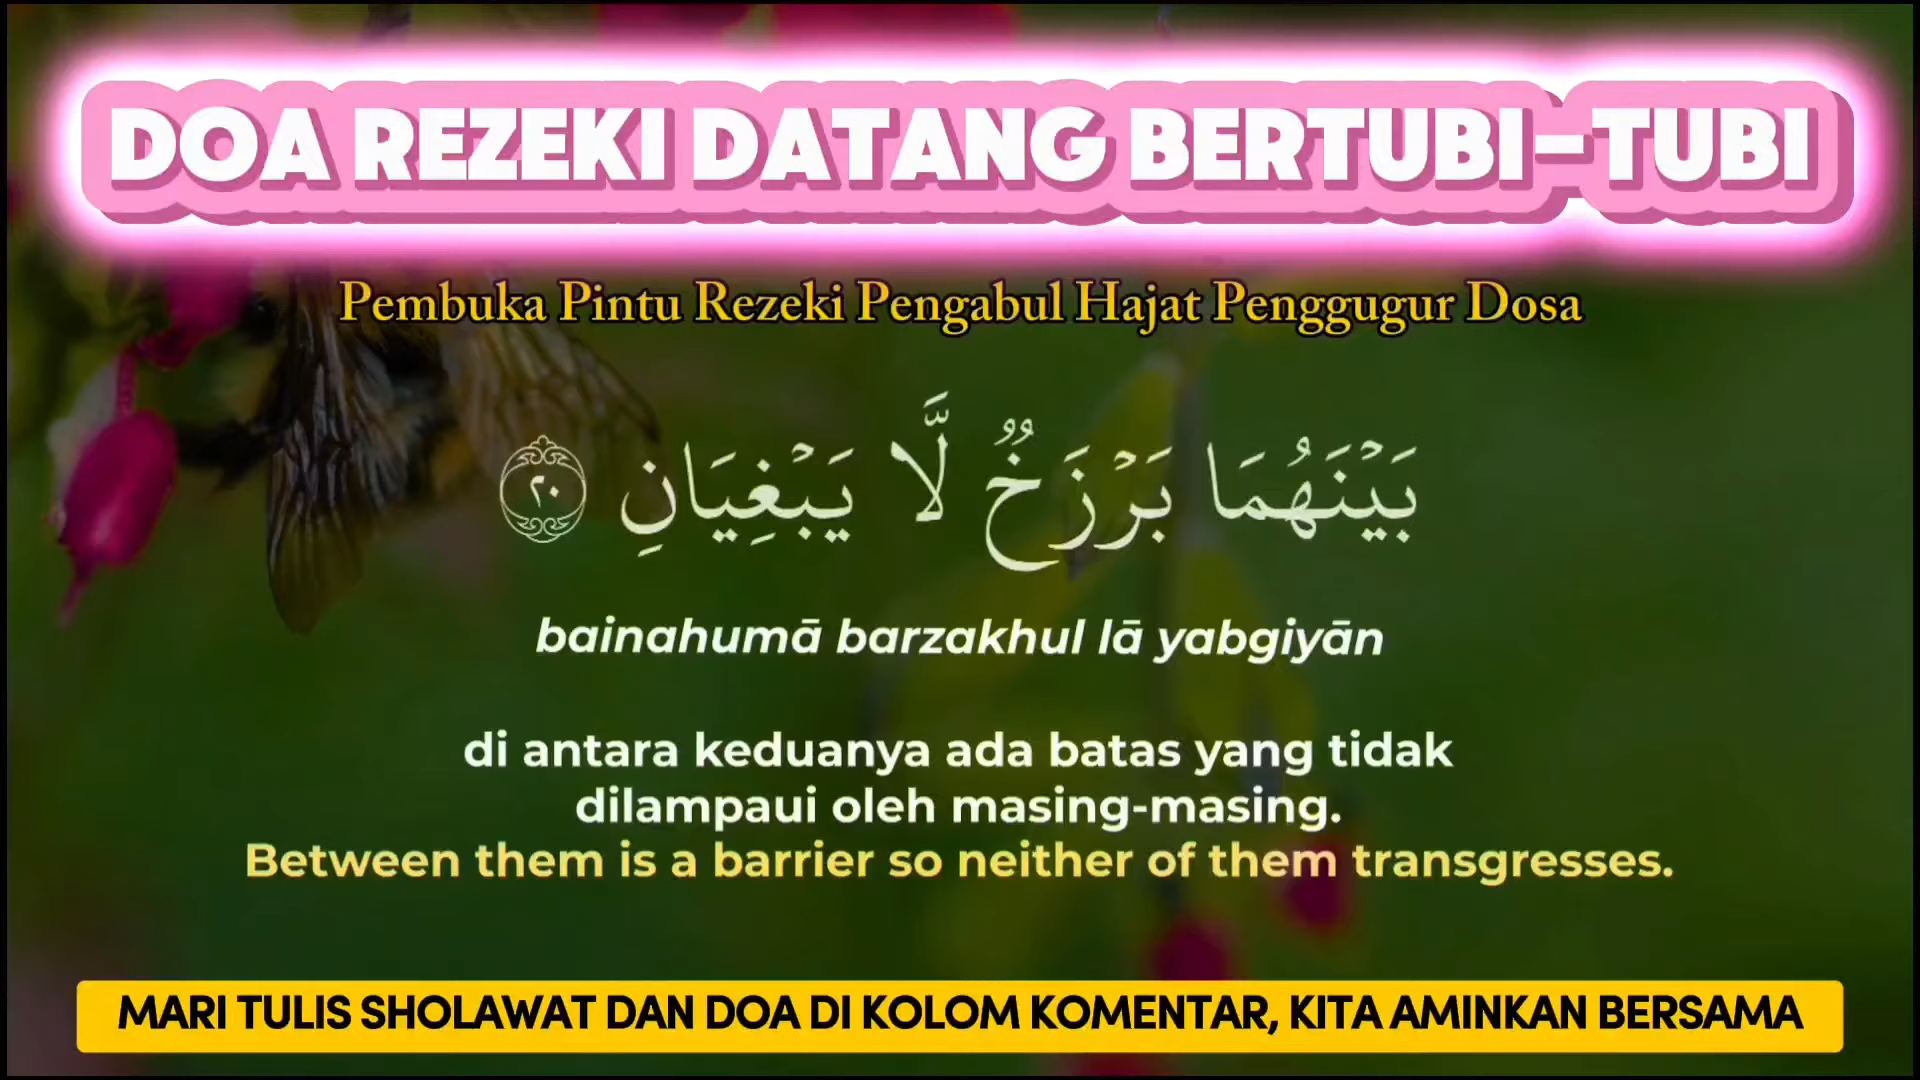 DOA REZEKI DATANG BERTUBI-TUBI
Pembuka Pintu Rezeki Pengabul Hajat Penggugur Dosa
بَيْنَهُمَا بَرْزَخٌ لَّا يَبْغِيَانِ ٢٠
bainahumā barzakhul lā yabgiyān
di antara keduanya ada batas yang tidak
dilampaui oleh masing-masing.
Between them is a barrier so neither of them transgresses.
MARI TULIS SHOLAWAT DAN DOA DI KOLOM KOMENTAR, KITA AMINKAN BERSAMA